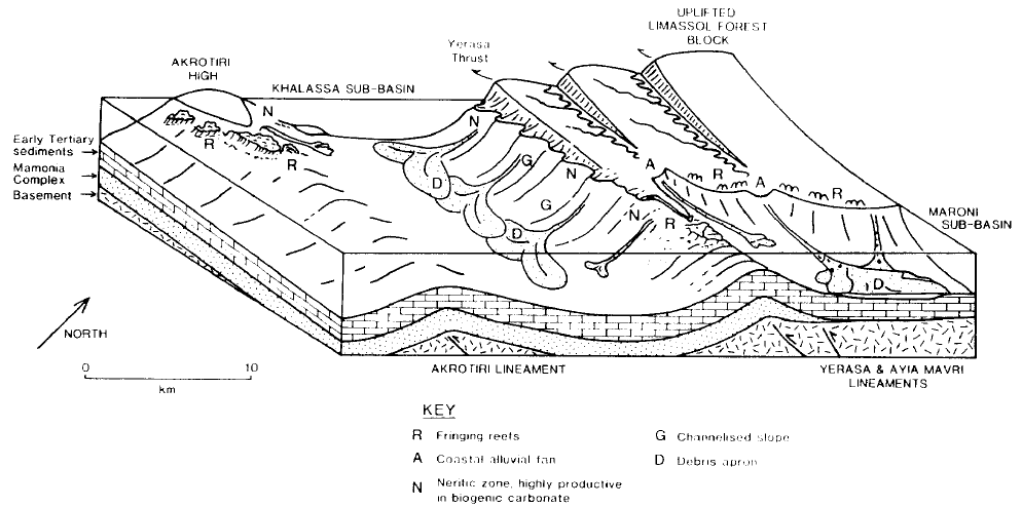 UPLIFTED
LIMASSOL FOREST
BLOCK
Yerasa
Thrust
AKROTIRI
HIGH
KHALASSA SUB-BASIN
N
N
R
R
Early Tertiary
sediments
Mamonia
Complex
Basement
D
G
N
A
R
A
R
G
N
R
D
MARONI
SUB-BASIN
D
NORTH
0 10
km
AKROTIRI LINEAMENT
YERASA & AYIA MAVRI
LINEAMENTS
KEY
R Fringing reefs
A Coastal alluvial fan
N Neritic zone, highly productive
in biogenic carbonate
G Channelised slope
D Debris apron